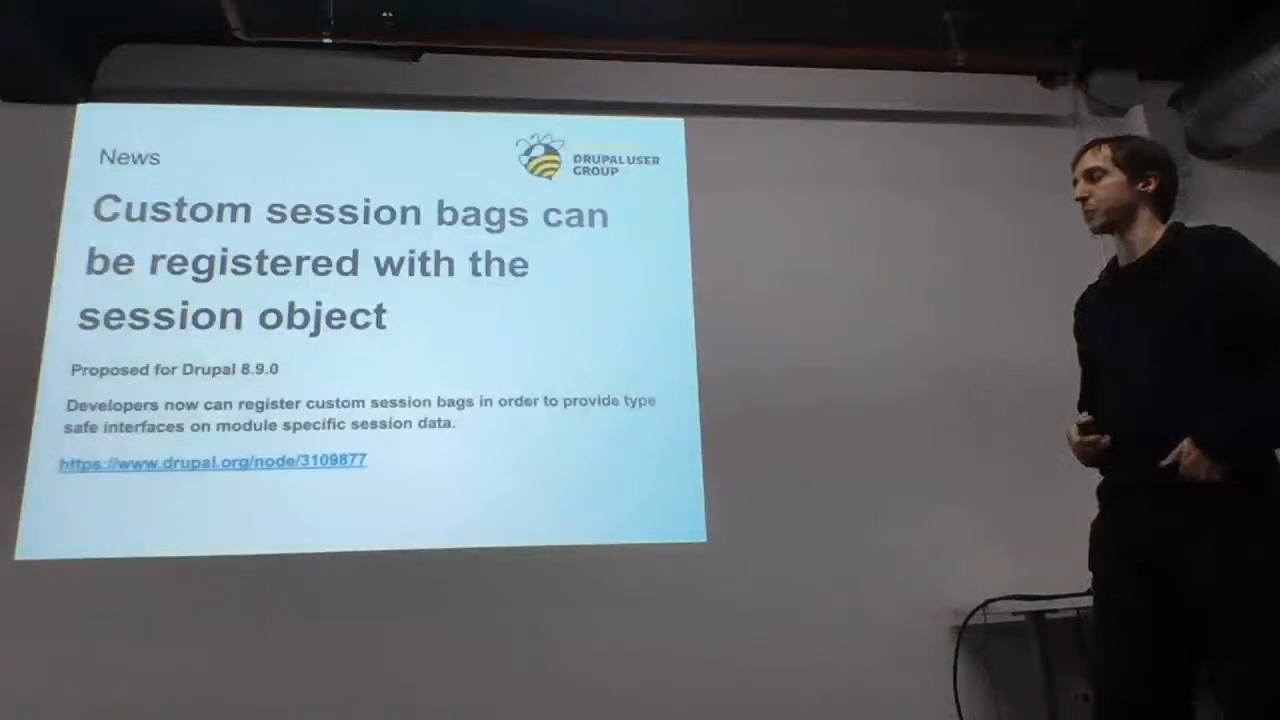 News
DRUPAL USER
GROUP
Custom session bags can
be registered with the
session object
Proposed for Drupal 8.9.0
Developers now can register custom session bags in order to provide type
safe interfaces on module specific session data.
https://www.drupal.org/node/3109877